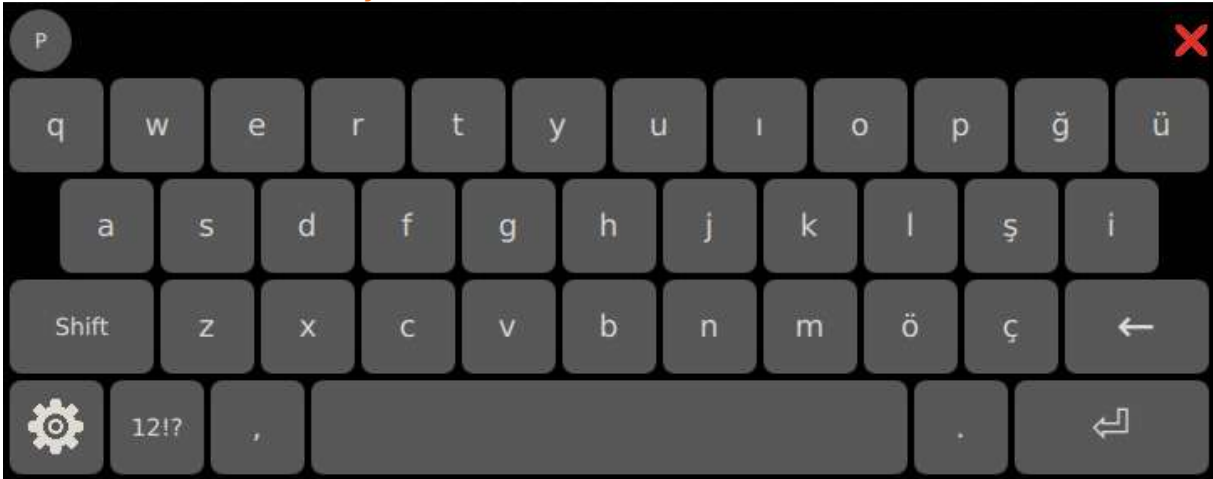 P
q w e r t y u ı o p ğ ü
a s d f g h j k l ş i
Shift z x c v b n m ö ç ←
12!? , .